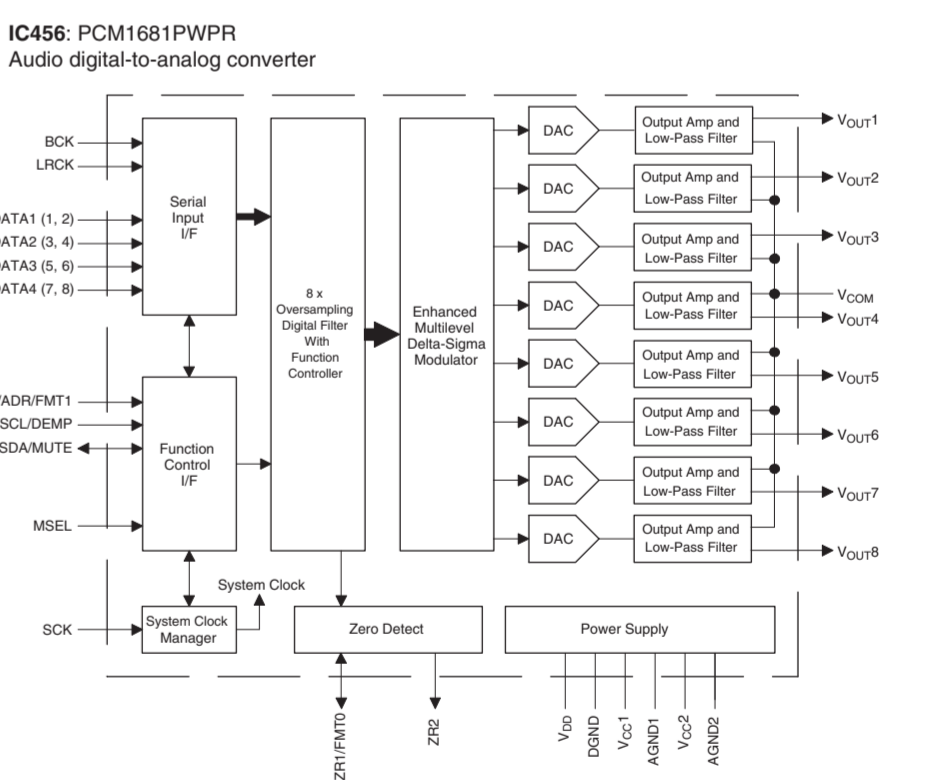 IC456: PCM1681PWPR
Audio digital-to-analog converter
BCK
LRCK
ATA1 (1, 2)
ATA2 (3, 4)
ATA3 (5, 6)
ATA4 (7, 8)
Serial
Input
I/F
/ADR/FMT1
SCL/DEMP
SDA/MUTE
MSEL
Function
Control
I/F
SCK
System Clock
Manager
System Clock
8 x
Oversampling
Digital Filter
With
Function
Controller
Enhanced
Multilevel
Delta-Sigma
Modulator
DAC
Output Amp and
Low-Pass Filter
VOUT1
DAC
Output Amp and
Low-Pass Filter
VOUT2
DAC
Output Amp and
Low-Pass Filter
VOUT3
DAC
Output Amp and
Low-Pass Filter
VCOM
VOUT4
DAC
Output Amp and
Low-Pass Filter
VOUT5
DAC
Output Amp and
Low-Pass Filter
VOUT6
DAC
Output Amp and
Low-Pass Filter
VOUT7
DAC
Output Amp and
Low-Pass Filter
VOUT8
Zero Detect
Power Supply
ZR1/FMT0
ZR2
VDD
DGND
VCC1
AGND1
VCC2
AGND2